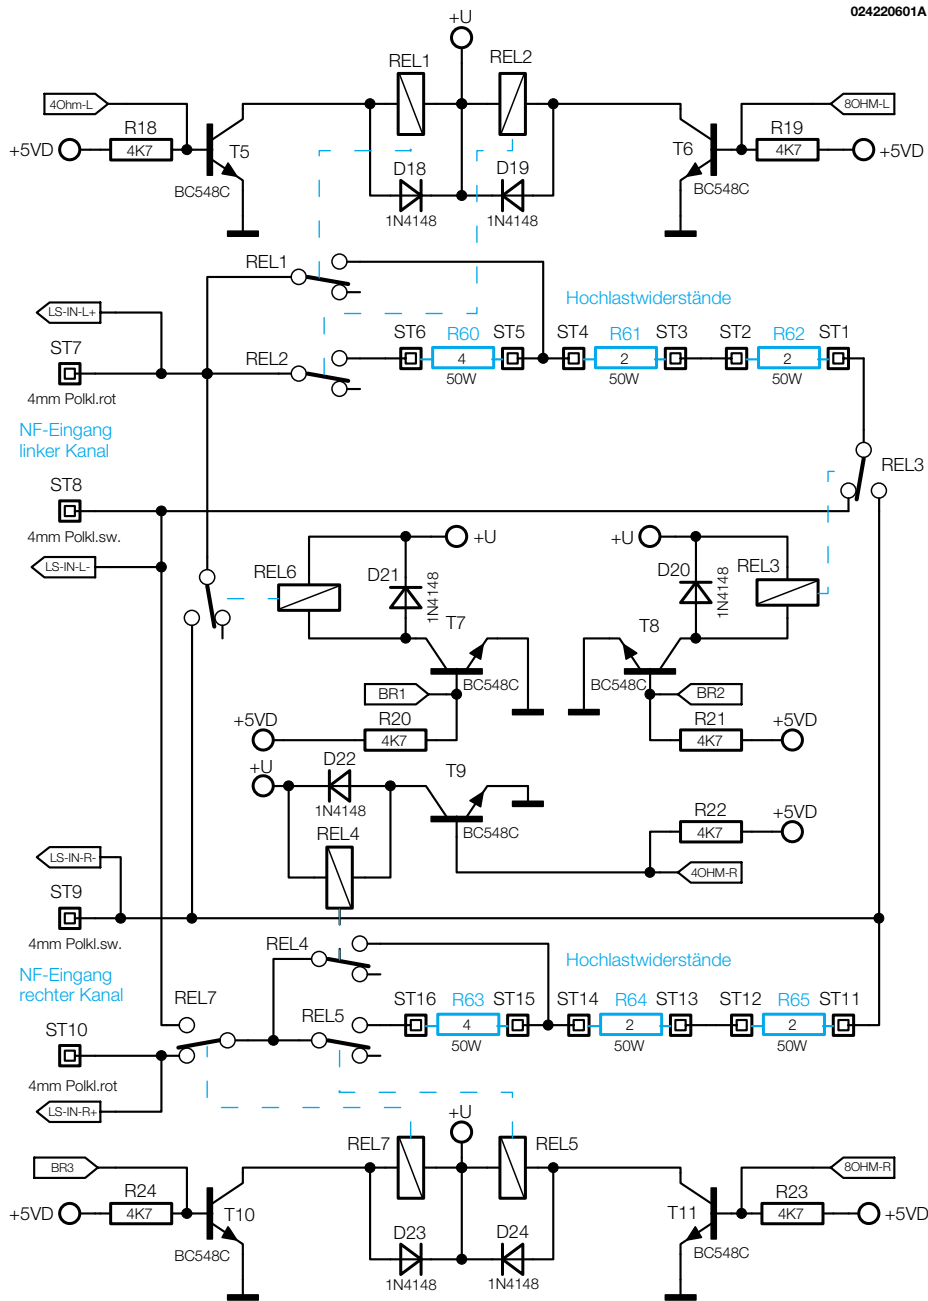 024220601A
+U
REL1
REL2
4Ohm-L
8OHM-L
R18
R19
+5VD
4K7
T5
T6
4K7
+5VD
D18
D19
BC548C
BC548C
1N4148
1N4148
REL1
Hochlastwiderstände
LS-IN-L+
ST7
REL2
ST6
R60
ST5
ST4
R61
ST3
ST2
R62
ST1
4
2
2
50W
50W
50W
4mm Polkl.rot
NF-Eingang
linker Kanal
REL3
ST8
4mm Polkl.sw.
+U
+U
LS-IN-L-
REL6
D21
1N4148
D20
1N4148
REL3
T7
T8
BC548C
BC548C
BR1
BR2
+5VD
R20
R21
+5VD
4K7
4K7
+U
D22
T9
1N4148
R22
+5VD
REL4
BC548C
4K7
LS-IN-R-
4OHM-R
ST9
4mm Polkl.sw.
REL4
NF-Eingang
rechter Kanal
Hochlastwiderstände
REL7
REL5
ST16
R63
ST15
ST14
R64
ST13
ST12
R65
ST11
4
2
2
ST10
50W
50W
50W
4mm Polkl.rot
LS-IN-R+
+U
REL7
REL5
BR3
8OHM-R
R24
R23
+5VD
4K7
T10
T11
4K7
+5VD
D23
D24
BC548C
BC548C
1N4148
1N4148